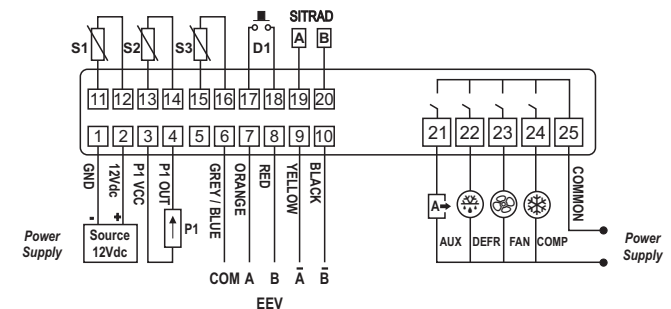 SITRAD
S1 S2 S3 D1 A B
11 12 13 14 15 16 17 18 19 20
1 2 3 4 5 6 7 8 9 10
21 22 23 24 25
GND
12Vdc
P1 VCC
P1 OUT
GREY / BLUE
ORANGE
RED
YELLOW
BLACK
COMMON
- +
Power
Supply
Source
12Vdc
P1
A
AUX DEFR FAN COMP
Power
Supply
COM A B Ā B̄
EEV